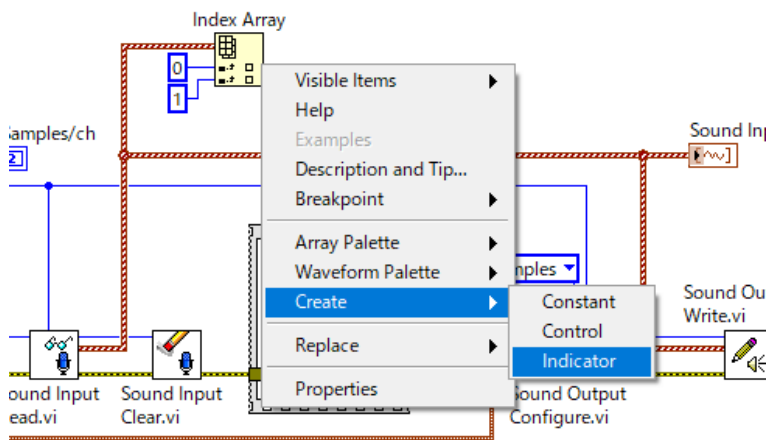 Index Array
0
1
Samples/ch
Sound Inp
Visible Items
Help
Examples
Description and Tip...
Breakpoint
Array Palette
Waveform Palette
Create
Replace
Properties
mples
Constant
Control
Indicator
Sound Ou
Write.vi
ound Input
ead.vi
Sound Input
Clear.vi
Sound Output
Configure.vi